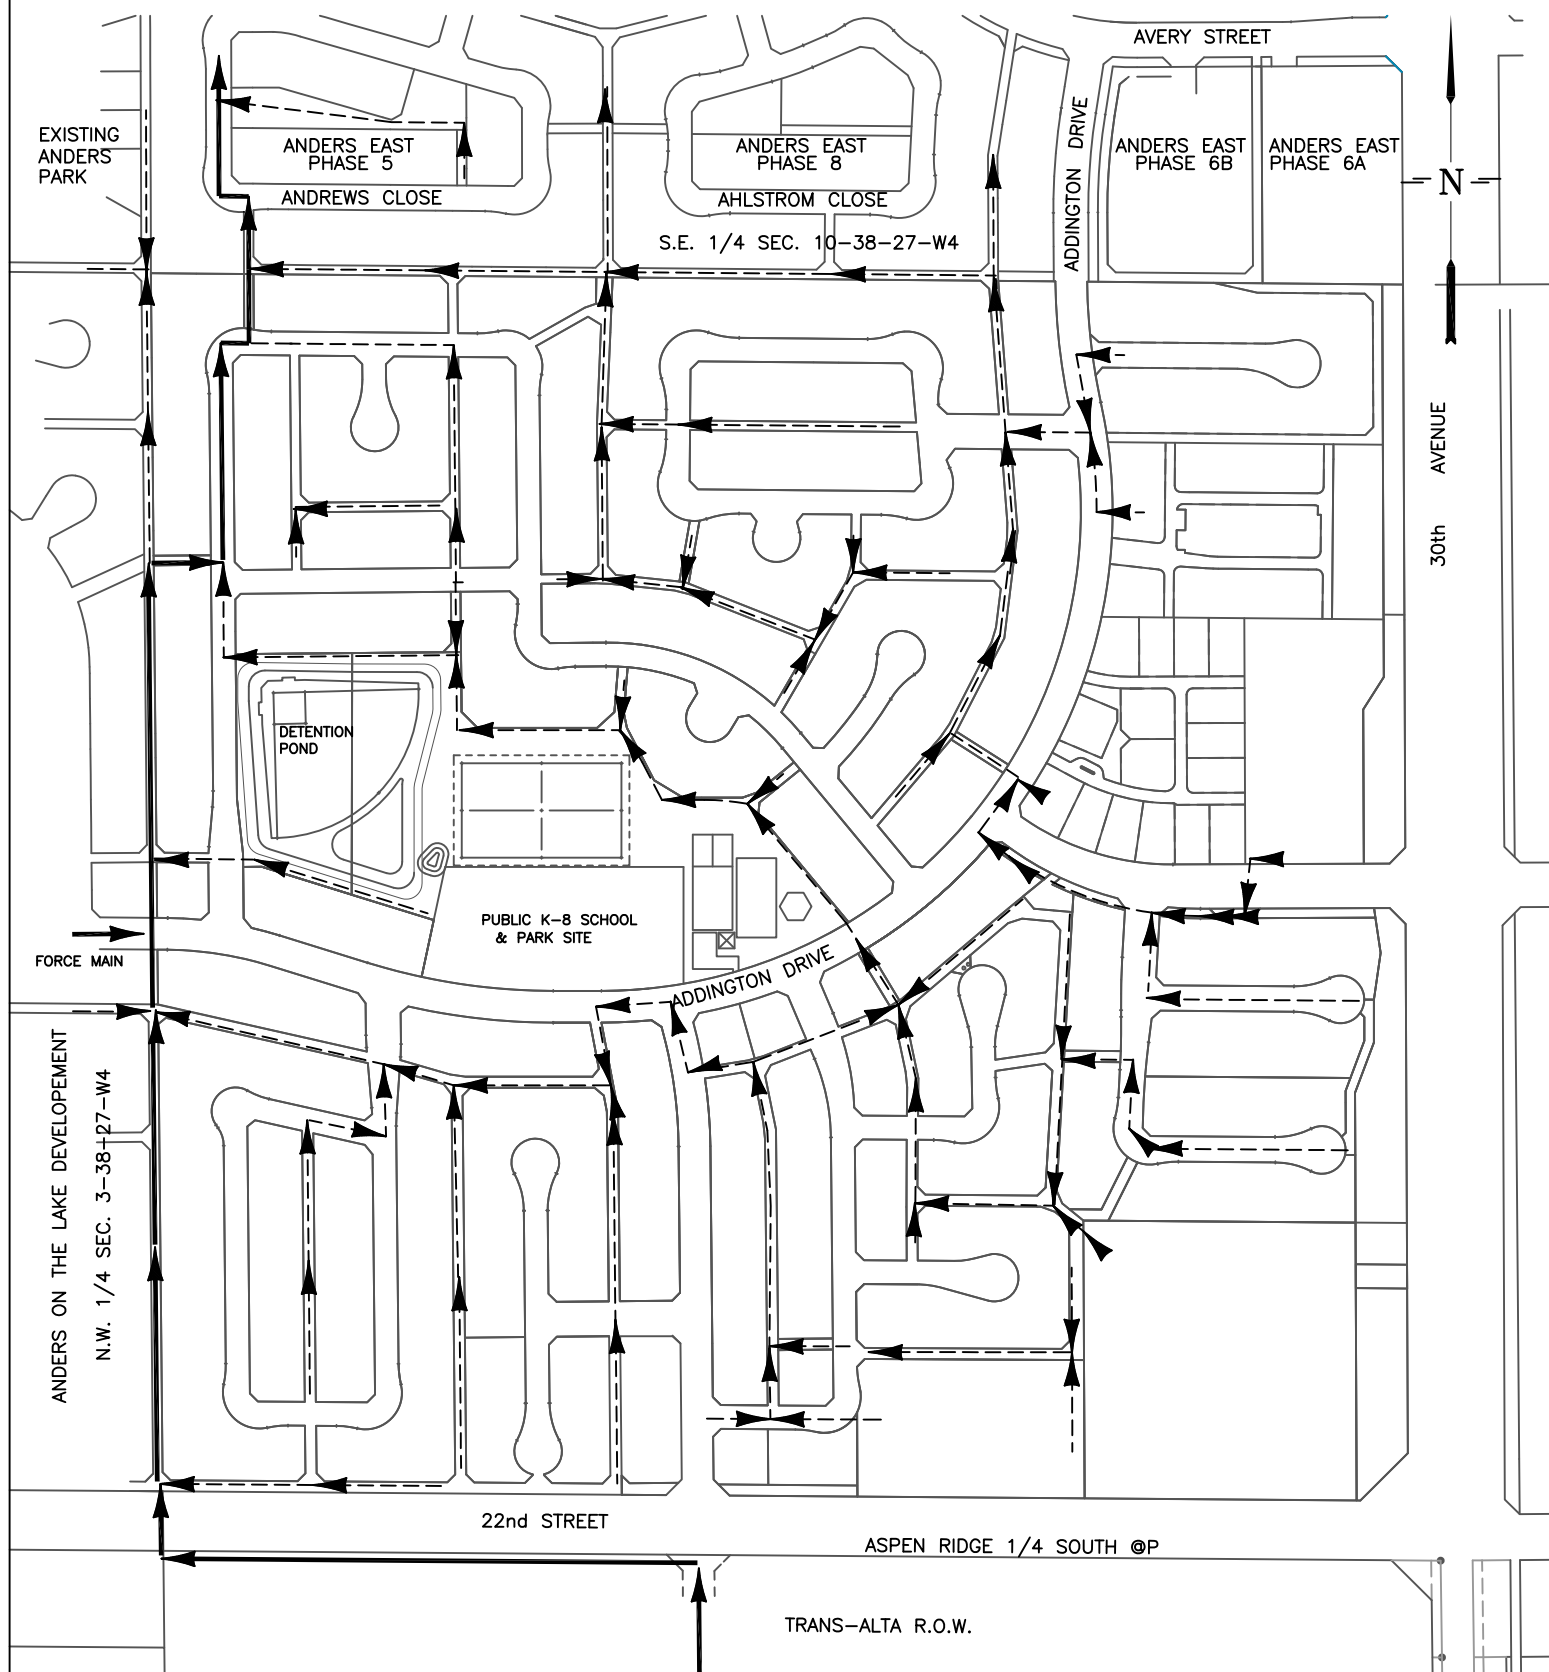 AVERY STREET
EXISTING
ANDERS
PARK
ANDERS EAST
PHASE 5
ANDERS EAST
PHASE 8
ADDINGTON DRIVE
ANDERS EAST
PHASE 6B
ANDERS EAST
PHASE 6A
N
ANDREWS CLOSE
AHLSTROM CLOSE
S.E. 1/4 SEC. 10-38-27-W4
30th AVENUE
DETENTION
POND
PUBLIC K-8 SCHOOL
& PARK SITE
FORCE MAIN
ADDINGTON DRIVE
ANDERS ON THE LAKE DEVELOPEMENT
N.W. 1/4 SEC. 3-38-27-W4
22nd STREET
ASPEN RIDGE 1/4 SOUTH @P
TRANS-ALTA R.O.W.